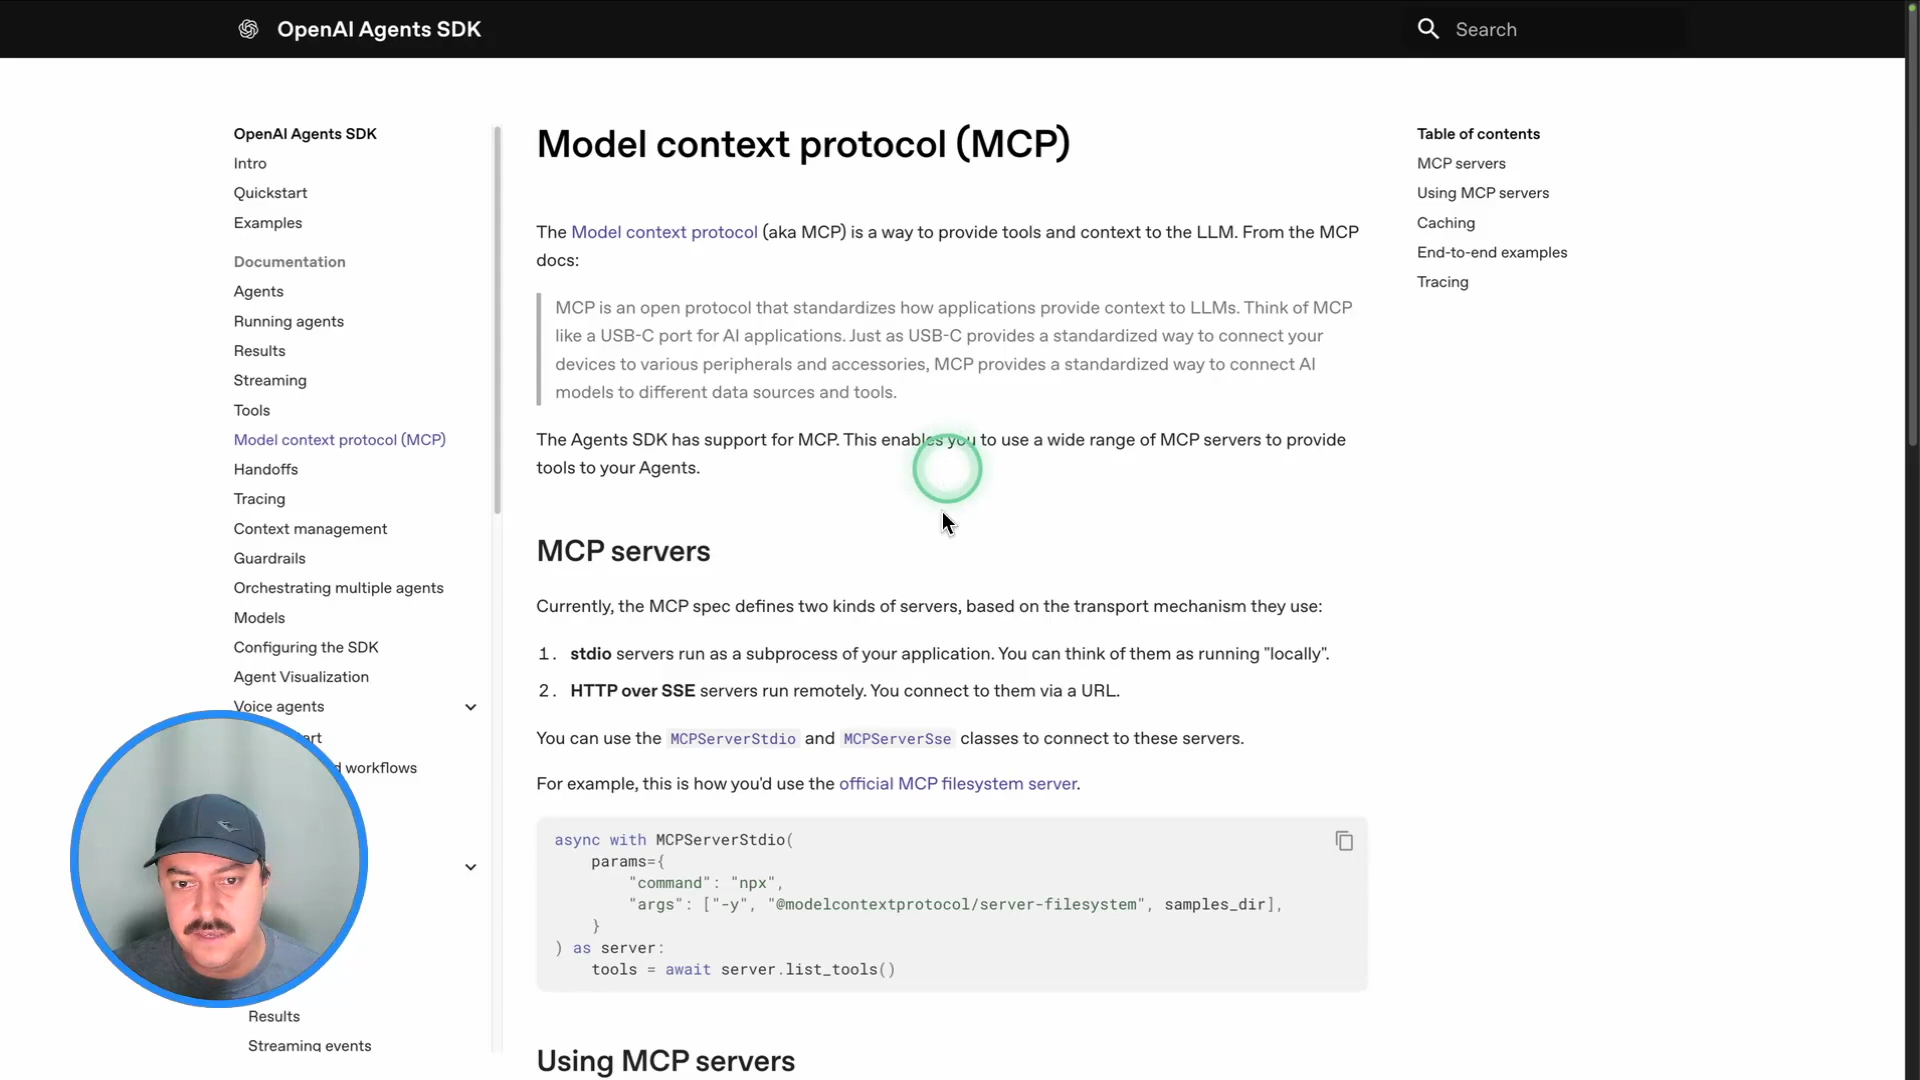 OpenAI Agents SDK
Search
OpenAI Agents SDK
Intro
Quickstart
Examples
Documentation
Agents
Running agents
Results
Streaming
Tools
Model context protocol (MCP)
Handoffs
Tracing
Context management
Guardrails
Orchestrating multiple agents
Models
Configuring the SDK
Agent Visualization
Voice agents
art
workflows
Results
Streaming events
Model context protocol (MCP)
The Model context protocol (aka MCP) is a way to provide tools and context to the LLM. From the MCP
docs:
MCP is an open protocol that standardizes how applications provide context to LLMs. Think of MCP
like a USB-C port for AI applications. Just as USB-C provides a standardized way to connect your
devices to various peripherals and accessories, MCP provides a standardized way to connect AI
models to different data sources and tools.
The Agents SDK has support for MCP. This enables you to use a wide range of MCP servers to provide
tools to your Agents.
MCP servers
Currently, the MCP spec defines two kinds of servers, based on the transport mechanism they use:
1. stdio servers run as a subprocess of your application. You can think of them as running "locally".
2. HTTP over SSE servers run remotely. You connect to them via a URL.
You can use the MCPServerStdio and MCPServerSse classes to connect to these servers.
For example, this is how you'd use the official MCP filesystem server.
async with MCPServerStdio(
    params={
        "command": "npx",
        "args": ["-y", "@modelcontextprotocol/server-filesystem", samples_dir],
    }
) as server:
    tools = await server.list_tools()
Using MCP servers
Table of contents
MCP servers
Using MCP servers
Caching
End-to-end examples
Tracing